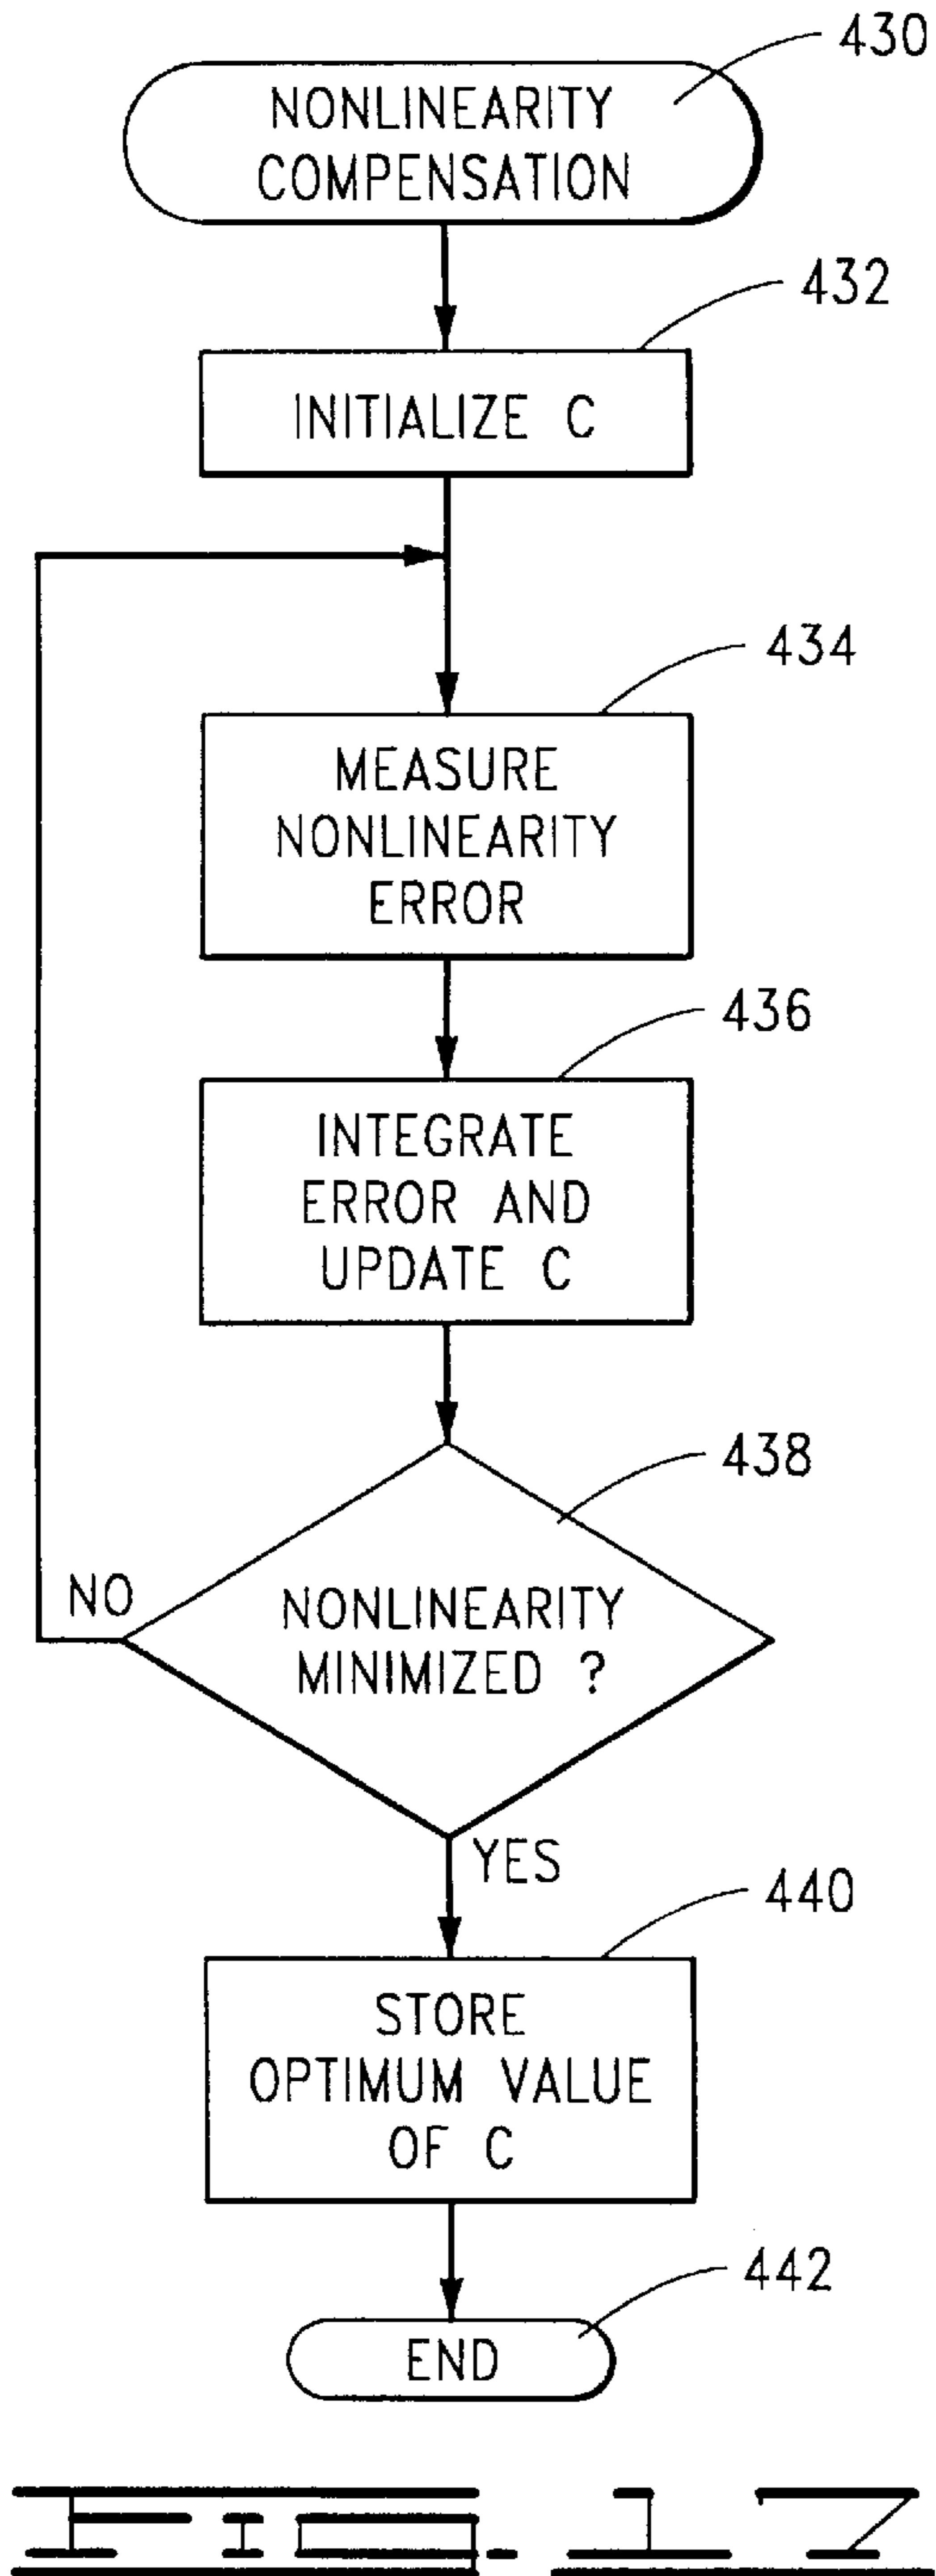 430
NONLINEARITY
COMPENSATION
432
INITIALIZE C
434
MEASURE
NONLINEARITY
ERROR
436
INTEGRATE
ERROR AND
UPDATE C
438
NO
NONLINEARITY
MINIMIZED ?
YES
440
STORE
OPTIMUM VALUE
OF C
442
END
FIG. 17